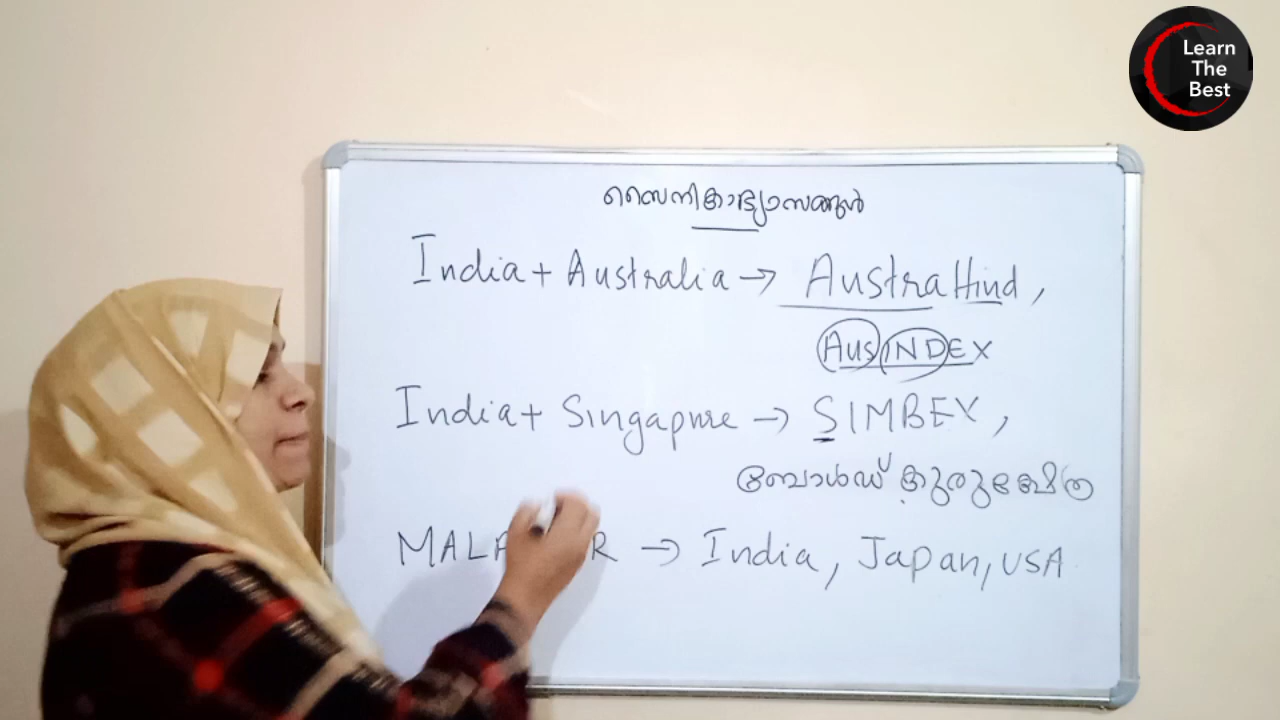 Learn
The
Best
സൈനികാഭ്യാസങ്ങൾ
India + Australia → AustraHind,
AusINDEX
India + Singapore → SIMBEX,
ബോൾഡ് കുരുക്ഷേത്ര
→ India, Japan, USA